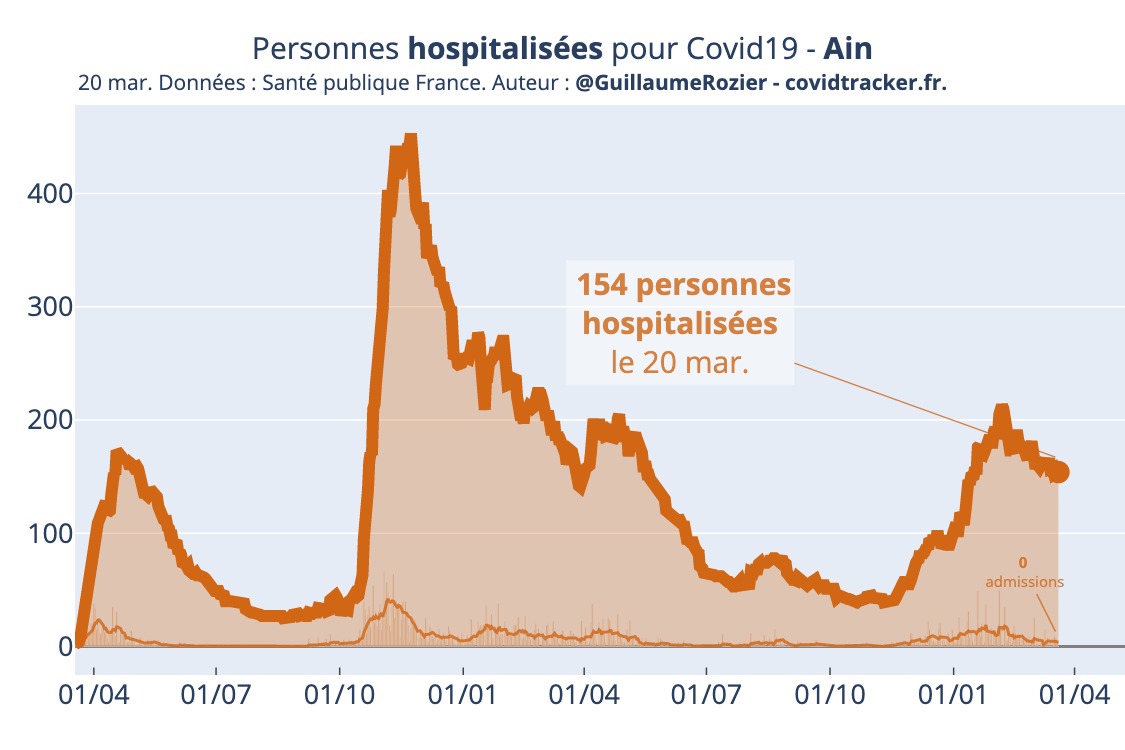 Personnes hospitalisées pour Covid19 - Ain
20 mar. Données : Santé publique France. Auteur : @GuillaumeRozier - covidtracker.fr.
400
300
200
100
0
154 personnes
hospitalisées
le 20 mar.
0
admissions
01/04 01/07 01/10 01/01 01/04 01/07 01/10 01/01 01/04